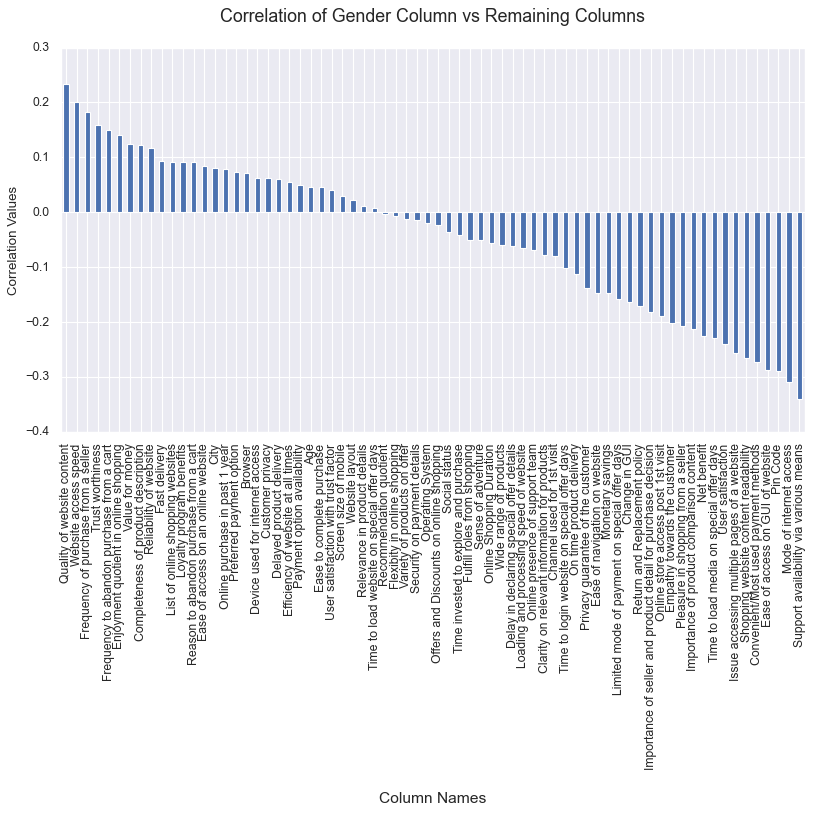 Correlation of Gender Column vs Remaining Columns
0.3
0.2
0.1
0.0
−0.1
−0.2
−0.3
−0.4
Correlation Values
Quality of website content
Website access speed
Frequency of purchase from a seller
Trust worthiness
Frequency to abandon purchase from a cart
Enjoyment quotient in online shopping
Value for money
Completeness of product description
Reliability of website
Fast delivery
List of online shopping websites
Loyalty program benefits
Reason to abandon purchase from a cart
Ease of access on an online website
City
Online purchase in past 1 year
Preferred payment option
Browser
Device used for internet access
Customer privacy
Delayed product delivery
Efficiency of website at all times
Payment option availability
Age
Ease to complete purchase
User satisfaction with trust factor
Screen size of mobile
Website layout
Relevance in product details
Time to load website on special offer days
Recommendation quotient
Flexibity in online shopping
Variety of products on offer
Security on payment details
Operating System
Offers and Discounts on online shopping
Social status
Time invested to explore and purchase
Fulfill roles from shopping
Sense of adventure
Online Shopping Duration
Wide range of products
Delay in declaring special offer details
Loading and processing speed of website
Online presence of support team
Clarity on relevant information for products
Channel used for 1st visit
Time to login website on special offer days
On time product delivery
Privacy guarantee of the customer
Ease of navigation on website
Monetary savings
Limited mode of payment on special offer days
Change in GUI
Return and Replacement policy
Importance of seller and product detail for purchase decision
Online store access post 1st visit
Empathy towards the customer
Pleasure in shopping from a seller
Importance of product comparison content
Net benefit
Time to load media on special offer days
User satisfaction
Issue accessing multiple pages of a website
Shopping website content readability
Convenient/Most used payment methods
Ease of access on GUI of website
Pin Code
Mode of internet access
Support availability via various means
Column Names